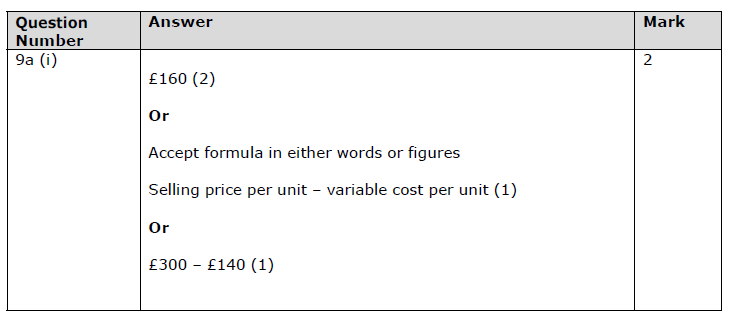 Question Number Answer Mark
9a (i) 2
£160 (2)
Or
Accept formula in either words or figures
Selling price per unit – variable cost per unit (1)
Or
£300 – £140 (1)